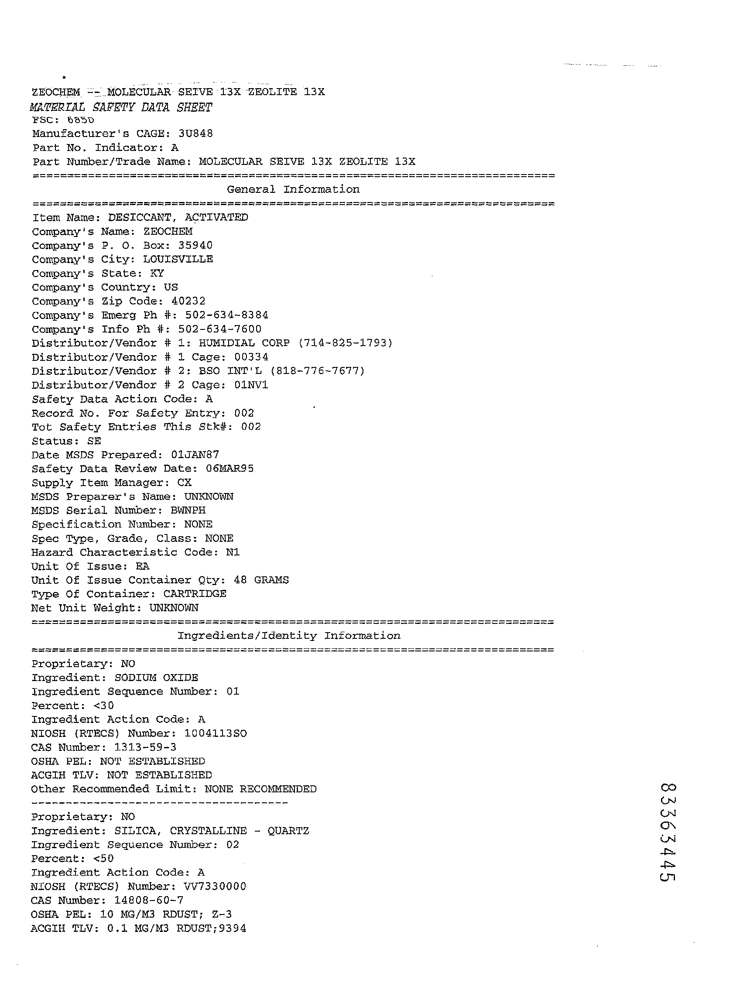 ZEOCHEM -- MOLECULAR SEIVE 13X ZEOLITE 13X
MATERIAL SAFETY DATA SHEET
FSC: 6850
Manufacturer's CAGE: 3U848
Part No. Indicator: A
Part Number/Trade Name: MOLECULAR SEIVE 13X ZEOLITE 13X
===========================================================================
General Information
===========================================================================
Item Name: DESICCANT, ACTIVATED
Company's Name: ZEOCHEM
Company's P. O. Box: 35940
Company's City: LOUISVILLE
Company's State: KY
Company's Country: US
Company's Zip Code: 40232
Company's Emerg Ph #: 502-634-8384
Company's Info Ph #: 502-634-7600
Distributor/Vendor # 1: HUMIDIAL CORP (714-825-1793)
Distributor/Vendor # 1 Cage: 00334
Distributor/Vendor # 2: BSO INT'L (818-776-7677)
Distributor/Vendor # 2 Cage: 01NV1
Safety Data Action Code: A
Record No. For Safety Entry: 002
Tot Safety Entries This Stk#: 002
Status: SE
Date MSDS Prepared: 01JAN87
Safety Data Review Date: 06MAR95
Supply Item Manager: CX
MSDS Preparer's Name: UNKNOWN
MSDS Serial Number: BWNPH
Specification Number: NONE
Spec Type, Grade, Class: NONE
Hazard Characteristic Code: N1
Unit Of Issue: EA
Unit Of Issue Container Qty: 48 GRAMS
Type Of Container: CARTRIDGE
Net Unit Weight: UNKNOWN
===========================================================================
Ingredients/Identity Information
===========================================================================
Proprietary: NO
Ingredient: SODIUM OXIDE
Ingredient Sequence Number: 01
Percent: <30
Ingredient Action Code: A
NIOSH (RTECS) Number: 1004113SO
CAS Number: 1313-59-3
OSHA PEL: NOT ESTABLISHED
ACGIH TLV: NOT ESTABLISHED
Other Recommended Limit: NONE RECOMMENDED
-------------------------------------
Proprietary: NO
Ingredient: SILICA, CRYSTALLINE - QUARTZ
Ingredient Sequence Number: 02
Percent: <50
Ingredient Action Code: A
NIOSH (RTECS) Number: VV7330000
CAS Number: 14808-60-7
OSHA PEL: 10 MG/M3 RDUST; Z-3
ACGIH TLV: 0.1 MG/M3 RDUST;9394
83363445